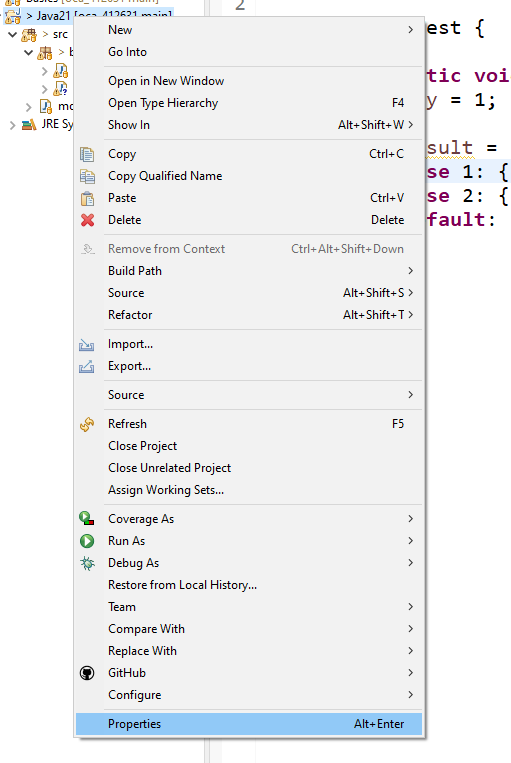 2
> Java21 [oca_412631 main]
> src
JRE Sy
New
Go Into
Open in New Window
Open Type Hierarchy F4
Show In Alt+Shift+W
Copy Ctrl+C
Copy Qualified Name
Paste Ctrl+V
Delete Delete
Remove from Context Ctrl+Alt+Shift+Down
Build Path
Source Alt+Shift+S
Refactor Alt+Shift+T
Import...
Export...
Source
Refresh F5
Close Project
Close Unrelated Project
Assign Working Sets...
Coverage As
Run As
Debug As
Restore from Local History...
Team
Compare With
Replace With
GitHub
Configure
Properties Alt+Enter
est {
tic voi
y = 1;
sult =
se 1: {
se 2: {
fault: